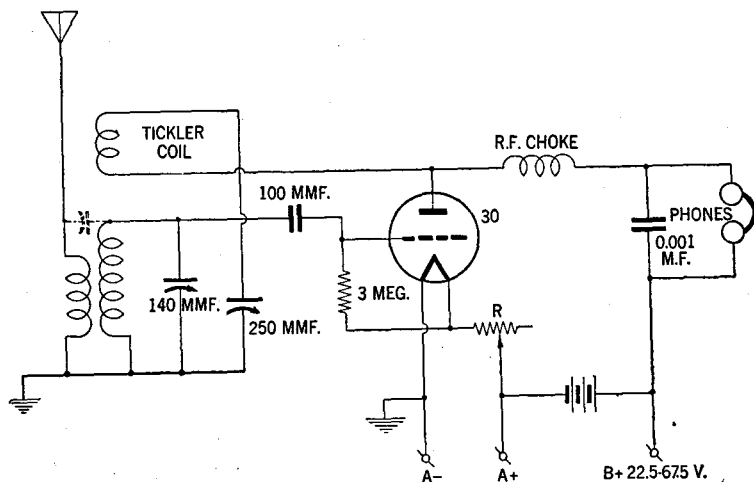 TICKLER
COIL
R.F. CHOKE
100 MMF.
30
PHONES
0.001
M.F.
3 MEG.
140 MMF.
250 MMF.
R
A-
A+
B+ 22.5-67.5 V.